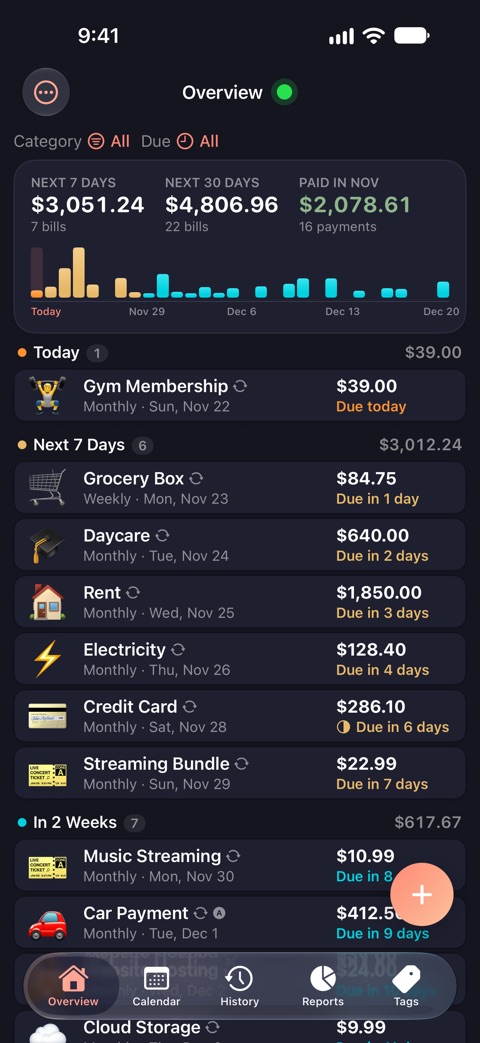 9:41
Overview
Category All Due All
NEXT 7 DAYS NEXT 30 DAYS PAID IN NOV
$3,051.24 $4,806.96 $2,078.61
7 bills 22 bills 16 payments
Today Nov 29 Dec 6 Dec 13 Dec 20
Today 1 $39.00
Gym Membership $39.00
Monthly · Sun, Nov 22 Due today
Next 7 Days 6 $3,012.24
Grocery Box $84.75
Weekly · Mon, Nov 23 Due in 1 day
Daycare $640.00
Monthly · Tue, Nov 24 Due in 2 days
Rent $1,850.00
Monthly · Wed, Nov 25 Due in 3 days
Electricity $128.40
Monthly · Thu, Nov 26 Due in 4 days
Credit Card $286.10
Monthly · Sat, Nov 28 Due in 6 days
Streaming Bundle $22.99
Monthly · Sun, Nov 29 Due in 7 days
In 2 Weeks 7 $617.67
Music Streaming $10.99
Monthly · Mon, Nov 30 Due in 8
Car Payment A $412.5
Monthly · Tue, Dec 1 Due in 9 days
Hosting $24.00
Overview Calendar History Reports Tags
Cloud Storage $9.99